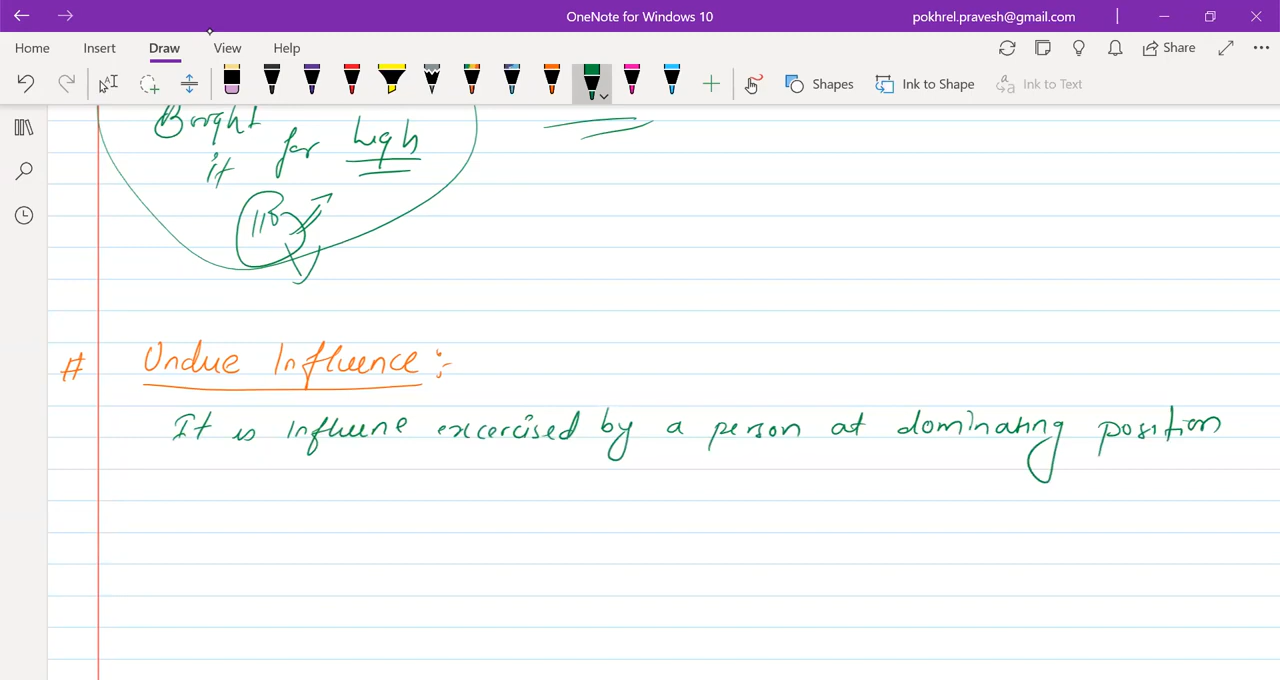 OneNote for Windows 10
pokhrel.pravesh@gmail.com
Home Insert Draw View Help
Share
Shapes Ink to Shape Ink to Text
it for high
# Undue Influence :-
It is influene excercised by a person at dominating position